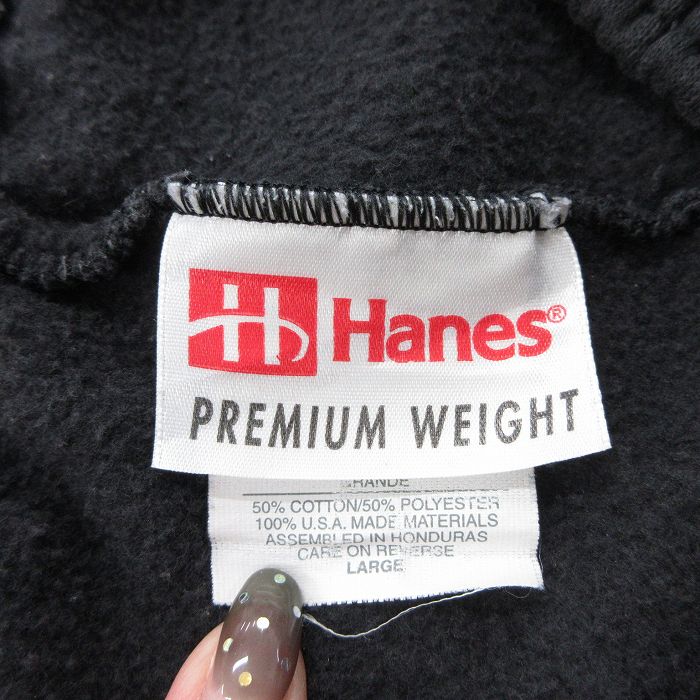 Hanes®
PREMIUM WEIGHT
GRANDE
50% COTTON/50% POLYESTER
100% U.S.A. MADE MATERIALS
ASSEMBLED IN HONDURAS
CARE ON REVERSE
LARGE